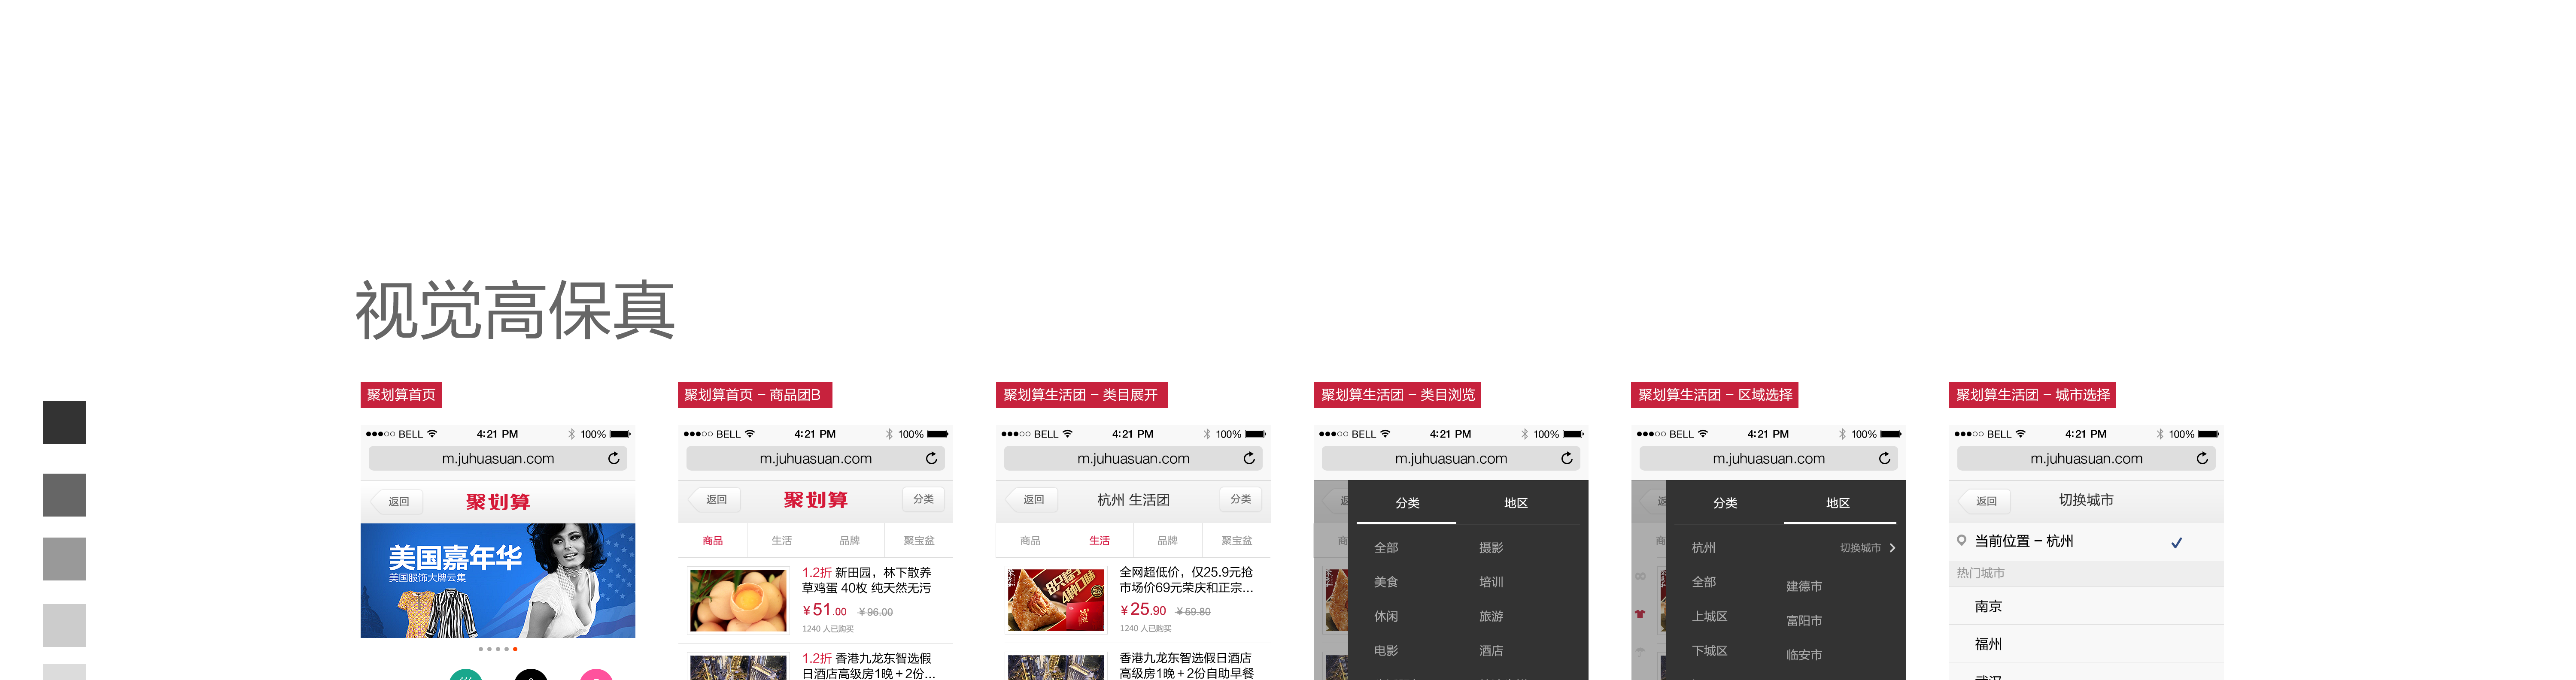 视觉高保真
聚划算首页
BELL 4:21 PM 100%
m.juhuasuan.com
返回 聚划算
美国嘉年华
美国服饰大牌云集
聚划算首页 – 商品团B
BELL 4:21 PM 100%
m.juhuasuan.com
返回 聚划算 分类
商品 生活 品牌 聚宝盆
1.2折 新田园，林下散养
草鸡蛋 40枚 纯天然无污
¥51.00 ¥96.00
1240 人已购买
1.2折 香港九龙东智选假
日酒店高级房1晚+2份...
聚划算生活团 – 类目展开
BELL 4:21 PM 100%
m.juhuasuan.com
返回 杭州 生活团 分类
商品 生活 品牌 聚宝盆
全网超低价，仅25.9元抢
市场价69元荣庆和正宗...
¥25.90 ¥59.80
1240 人已购买
香港九龙东智选假日酒店
高级房1晚+2份自助早餐
聚划算生活团 – 类目浏览
BELL 4:21 PM 100%
m.juhuasuan.com
分类 地区
全部 摄影
美食 培训
休闲 旅游
电影 酒店
聚划算生活团 – 区域选择
BELL 4:21 PM 100%
m.juhuasuan.com
分类 地区
杭州 切换城市
全部 建德市
上城区 富阳市
下城区 临安市
聚划算生活团 – 城市选择
BELL 4:21 PM 100%
m.juhuasuan.com
返回 切换城市
当前位置 – 杭州
热门城市
南京
福州